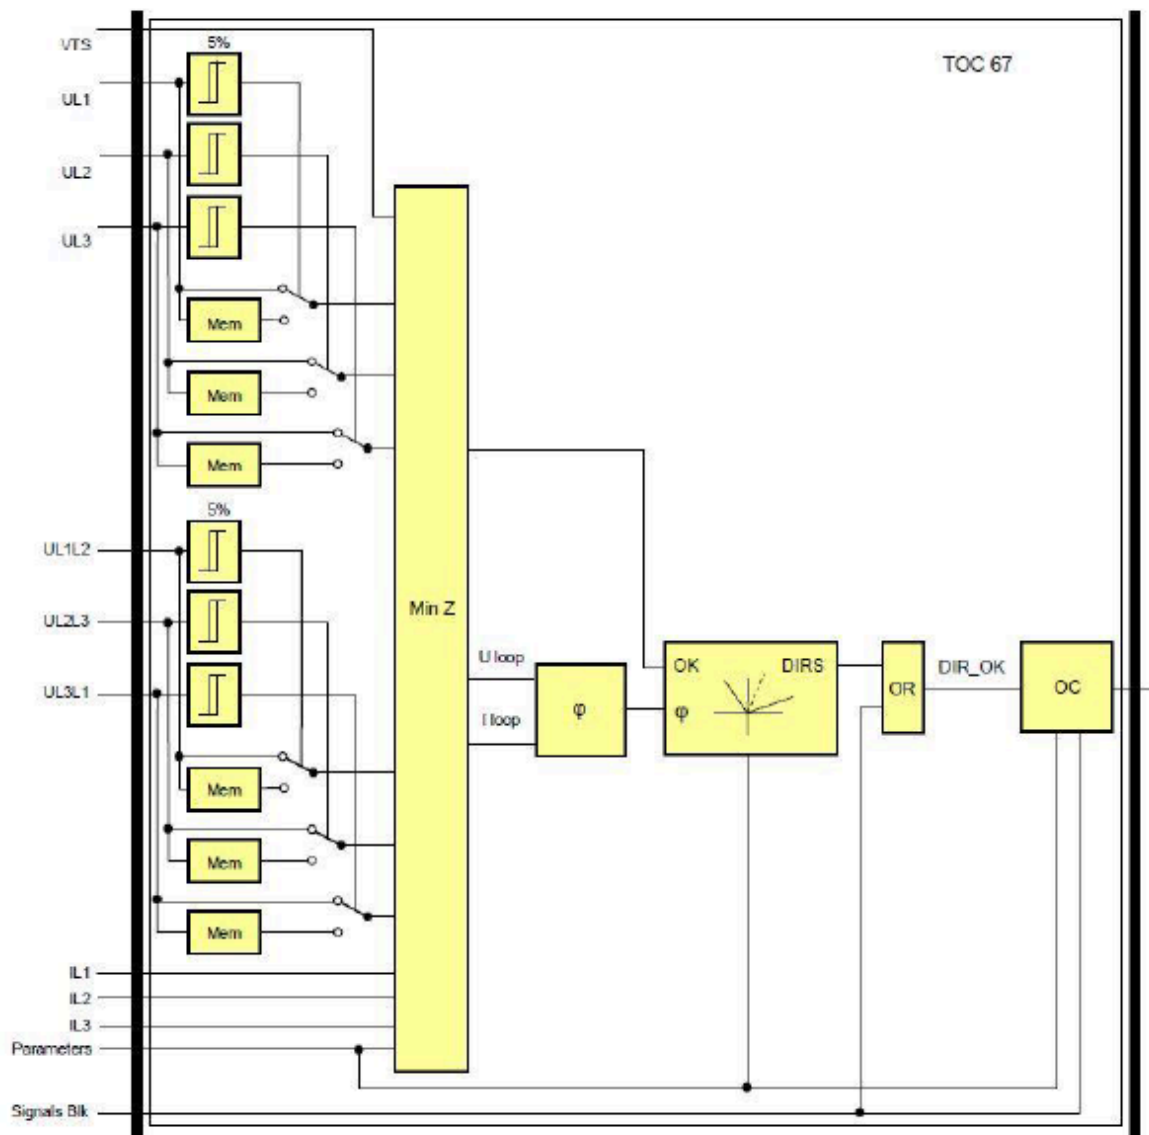 VTS
5%
TOC 67
UL1
UL2
UL3
Mem
Mem
Mem
5%
UL1L2
UL2L3
UL3L1
Min Z
U loop
I loop
φ
OK
DIRS
φ
OR
DIR_OK
OC
Mem
Mem
Mem
IL1
IL2
IL3
Parameters
Signals Blk